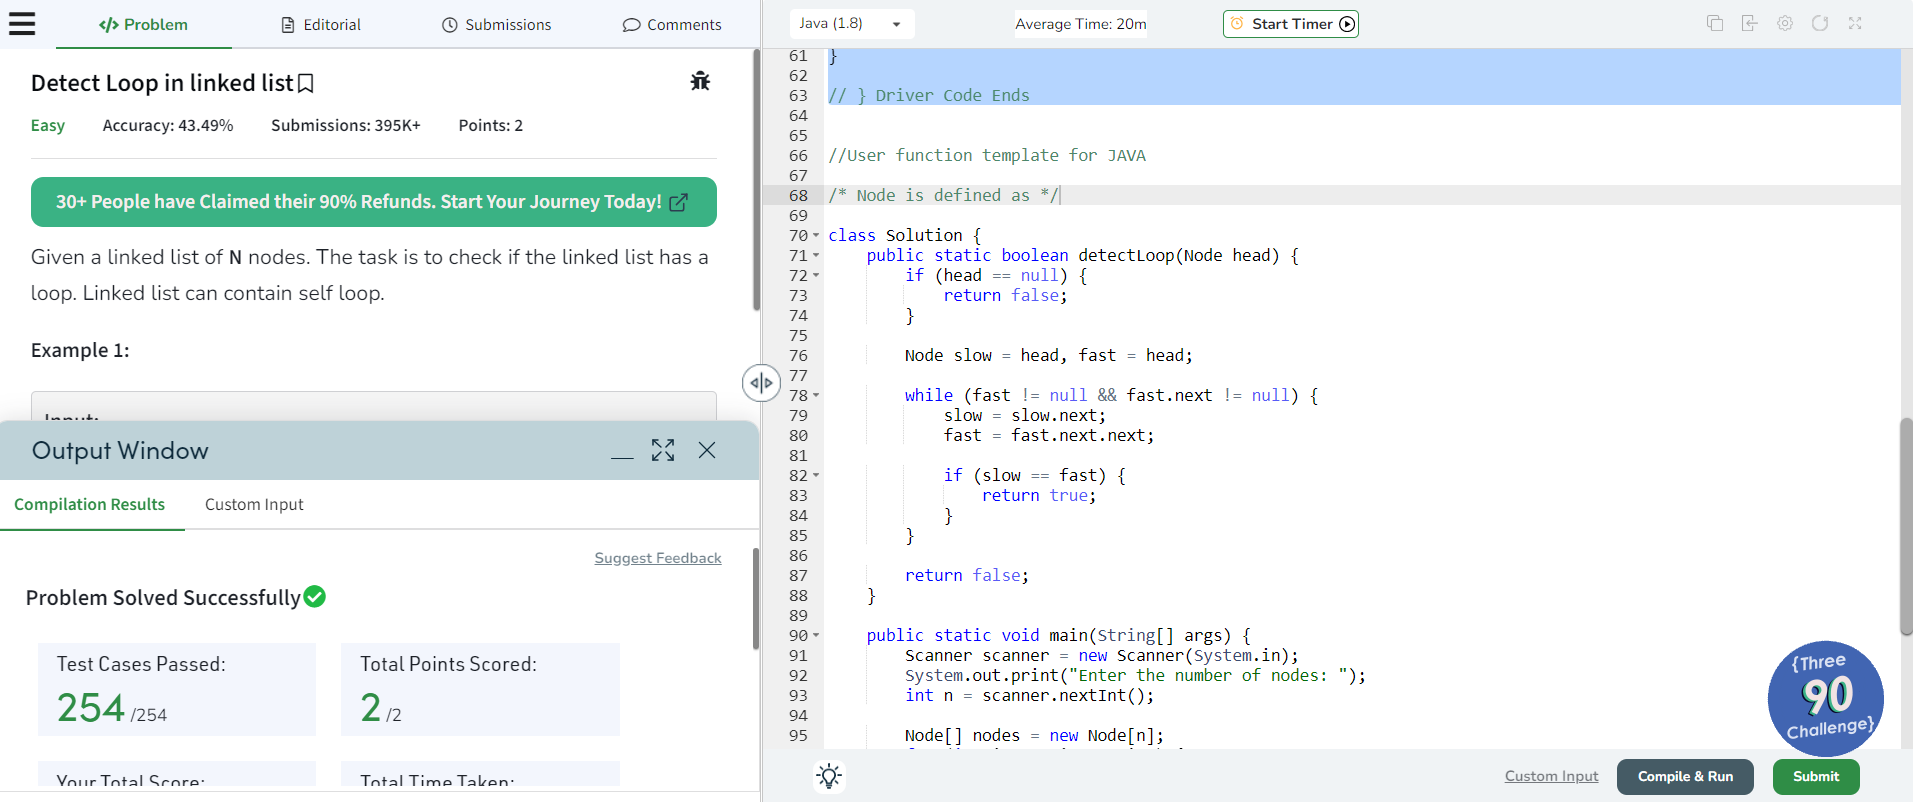 Problem
Editorial
Submissions
Comments
Detect Loop in linked list
Easy Accuracy: 43.49% Submissions: 395K+ Points: 2
30+ People have Claimed their 90% Refunds. Start Your Journey Today!
Given a linked list of N nodes. The task is to check if the linked list has a
loop. Linked list can contain self loop.
Example 1:
Input:
Output Window
Compilation Results
Custom Input
Suggest Feedback
Problem Solved Successfully
Test Cases Passed:
254 /254
Total Points Scored:
2 /2
Your Total Score:
Total Time Taken:
Java (1.8)
Average Time: 20m
Start Timer
61 }
62
63 // } Driver Code Ends
64
65
66 //User function template for JAVA
67
68 /* Node is defined as */
69
70 class Solution {
71     public static boolean detectLoop(Node head) {
72         if (head == null) {
73             return false;
74         }
75
76         Node slow = head, fast = head;
77
78         while (fast != null && fast.next != null) {
79             slow = slow.next;
80             fast = fast.next.next;
81
82             if (slow == fast) {
83                 return true;
84             }
85         }
86
87         return false;
88     }
89
90     public static void main(String[] args) {
91         Scanner scanner = new Scanner(System.in);
92         System.out.print("Enter the number of nodes: ");
93         int n = scanner.nextInt();
94
95         Node[] nodes = new Node[n];
{Three
90
Challenge}
Custom Input
Compile & Run
Submit